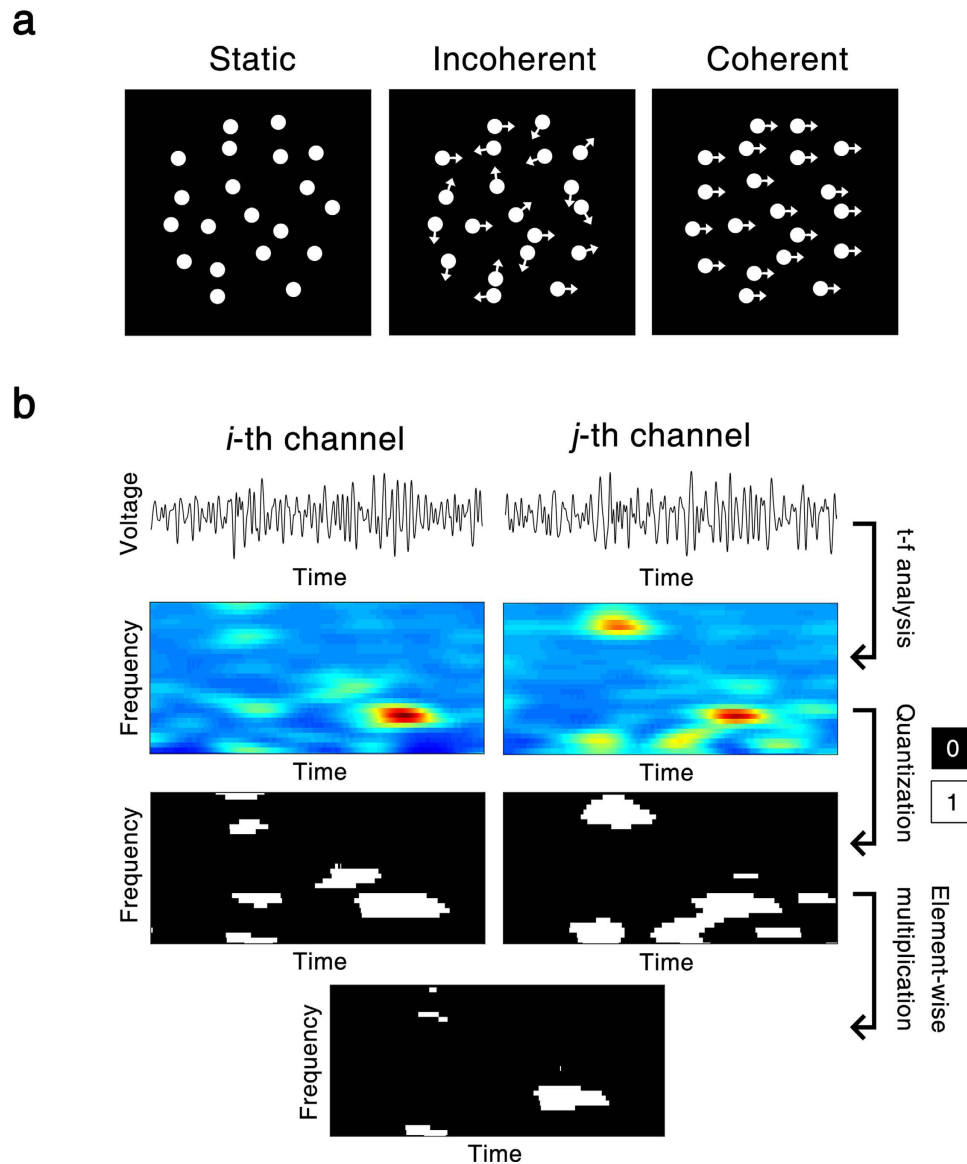 a
Static
Incoherent
Coherent
b
i-th channel
j-th channel
Voltage
Time
Time
t-f analysis
Frequency
Time
Time
Quantization
0
1
Frequency
Time
Time
Element-wise
multiplication
Frequency
Time